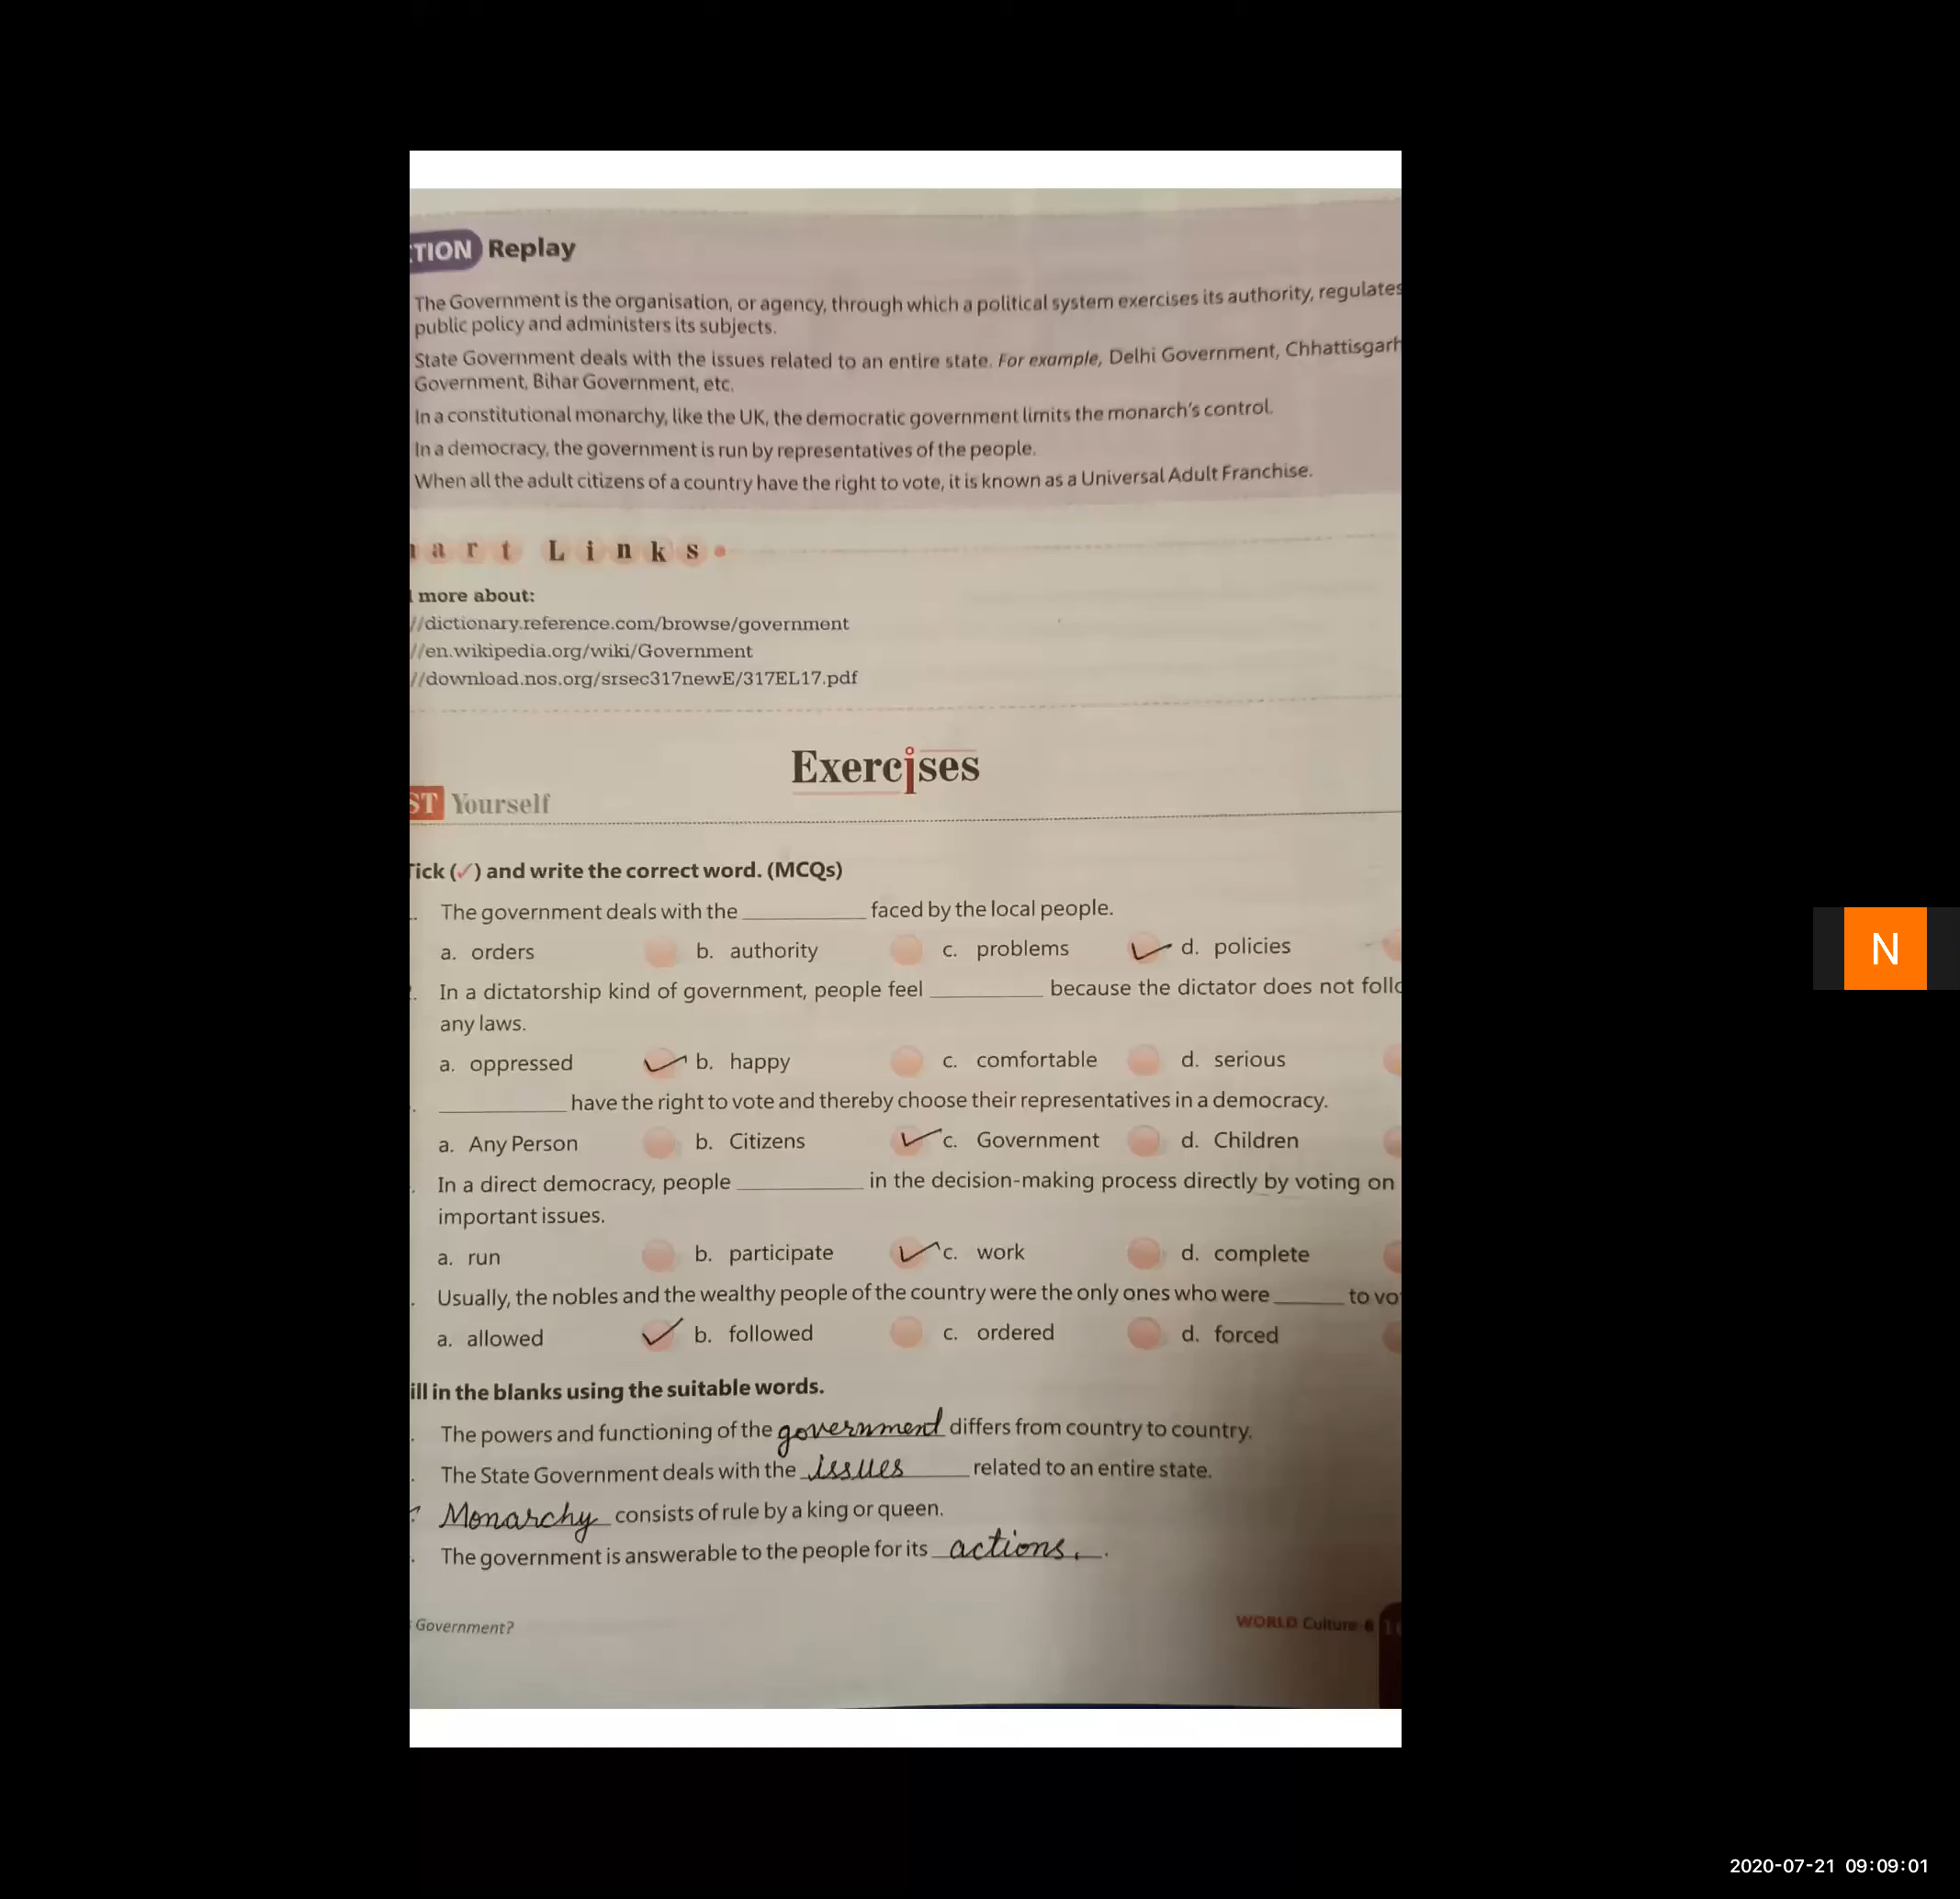 TION Replay
The Government is the organisation, or agency, through which a political system exercises its authority, regulates
public policy and administers its subjects.
State Government deals with the issues related to an entire state. For example, Delhi Government, Chhattisgarh
Government, Bihar Government, etc.
In a constitutional monarchy, like the UK, the democratic government limits the monarch's control.
In a democracy, the government is run by representatives of the people.
When all the adult citizens of a country have the right to vote, it is known as a Universal Adult Franchise.
art Links
more about:
//dictionary.reference.com/browse/government
//en.wikipedia.org/wiki/Government
//download.nos.org/srsec317newE/317EL17.pdf
Exercises
ST Yourself
Tick (✓) and write the correct word. (MCQs)
. The government deals with the __________ faced by the local people.
a. orders b. authority c. problems ✓ d. policies
. In a dictatorship kind of government, people feel __________ because the dictator does not follo
any laws.
a. oppressed ✓ b. happy c. comfortable d. serious
. __________ have the right to vote and thereby choose their representatives in a democracy.
a. Any Person b. Citizens ✓ c. Government d. Children
. In a direct democracy, people __________ in the decision-making process directly by voting on
important issues.
a. run b. participate ✓ c. work d. complete
. Usually, the nobles and the wealthy people of the country were the only ones who were ______ to vo
a. allowed ✓ b. followed c. ordered d. forced
ill in the blanks using the suitable words.
. The powers and functioning of the government differs from country to country.
. The State Government deals with the issues related to an entire state.
Monarchy consists of rule by a king or queen.
. The government is answerable to the people for its actions.
Government?
WORLD Culture-6
N
2020-07-21 09:09:01